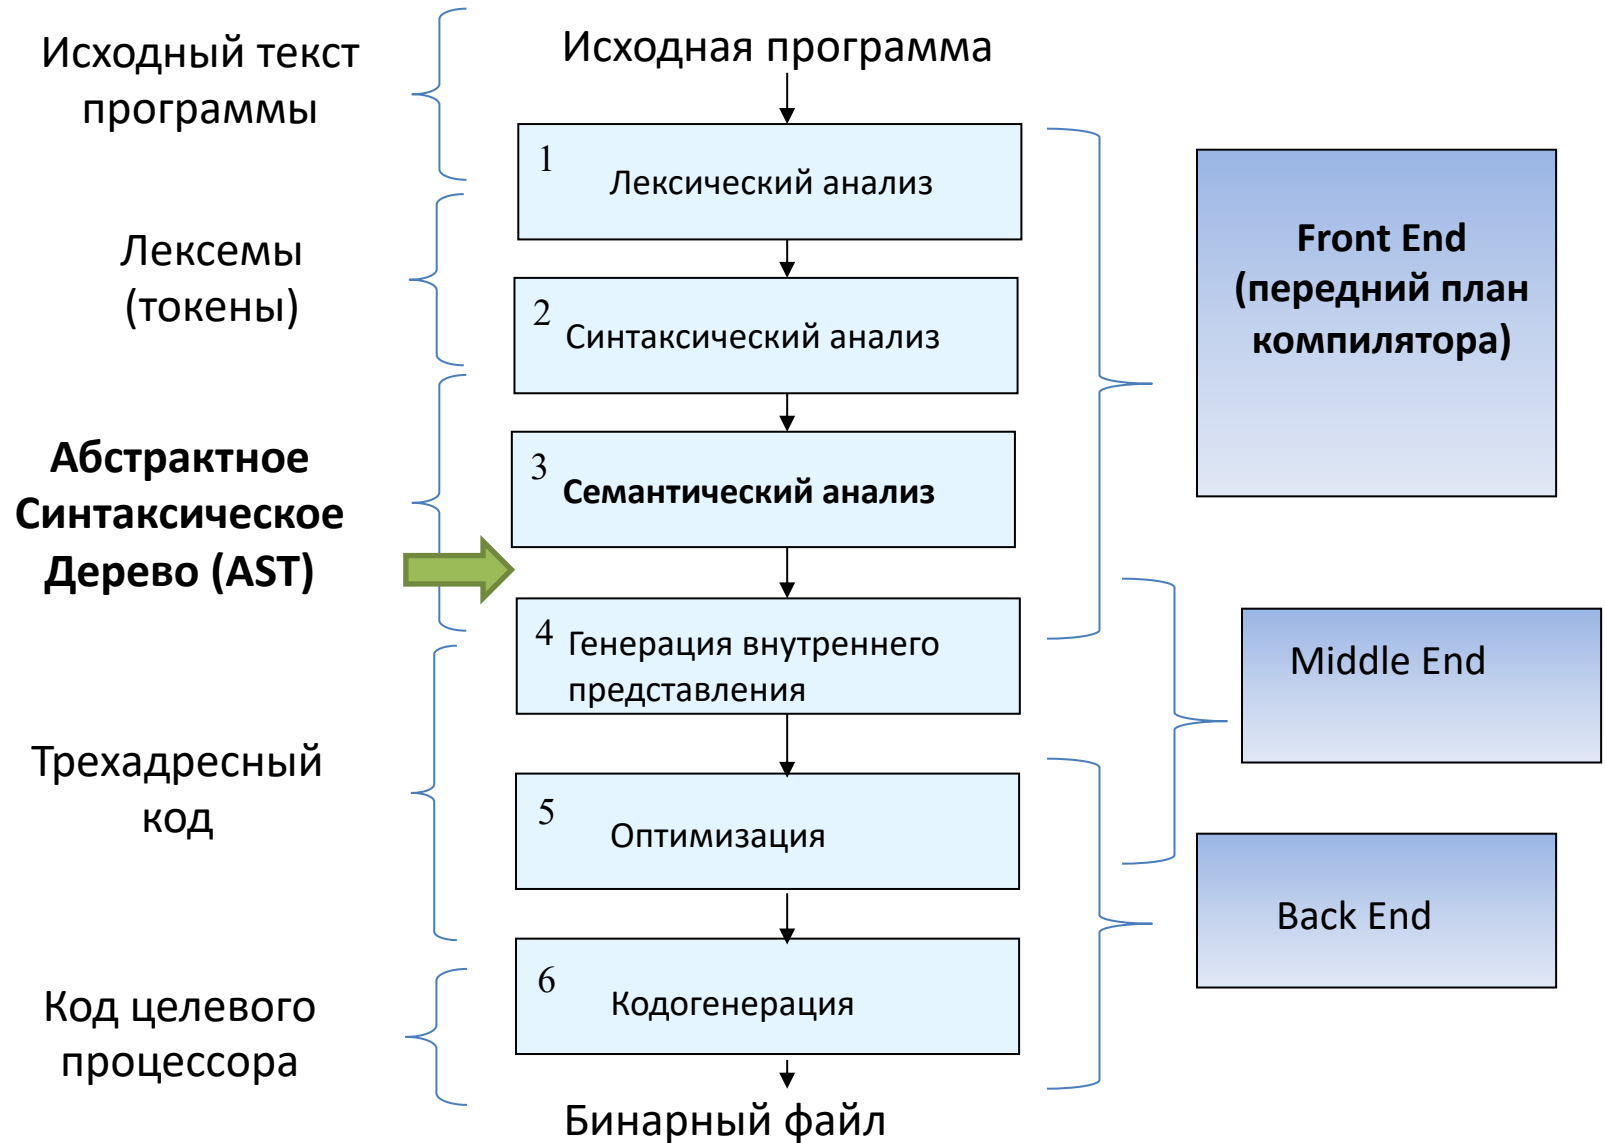 Исходный текст
программы
Лексемы
(токены)
Абстрактное
Синтаксическое
Дерево (AST)
Трехадресный
код
Код целевого
процессора
Исходная программа
1
Лексический анализ
2
Синтаксический анализ
3
Семантический анализ
4
Генерация внутреннего
представления
5
Оптимизация
6
Кодогенерация
Бинарный файл
Front End
(передний план
компилятора)
Middle End
Back End